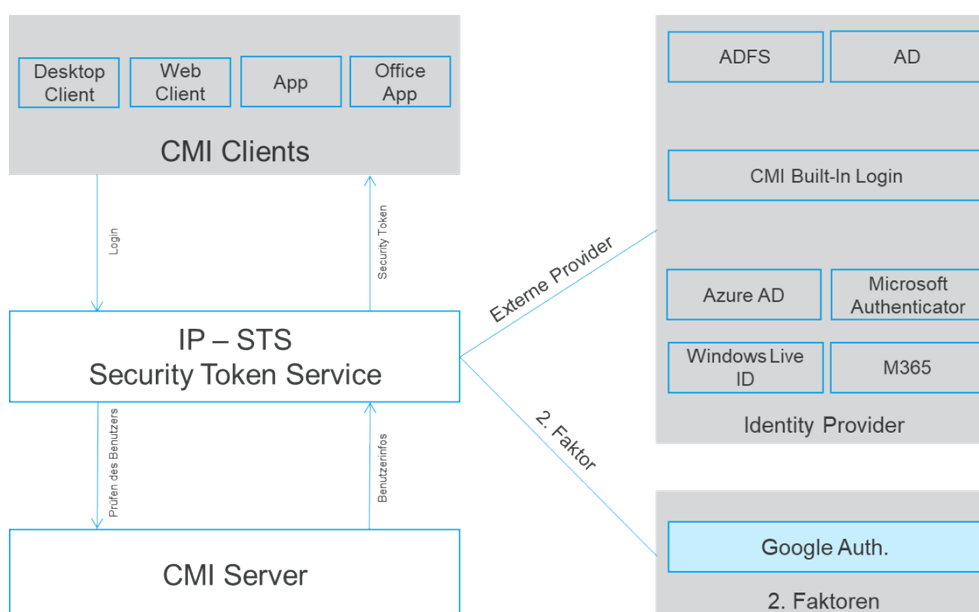 Desktop
Client
Web
Client
App
Office
App
CMI Clients
Login
Security Token
IP – STS
Security Token Service
Prüfen des Benutzers
Benutzerinfos
CMI Server
Externe Provider
2. Faktor
ADFS
AD
CMI Built-In Login
Azure AD
Microsoft
Authenticator
Windows Live
ID
M365
Identity Provider
Google Auth.
2. Faktoren